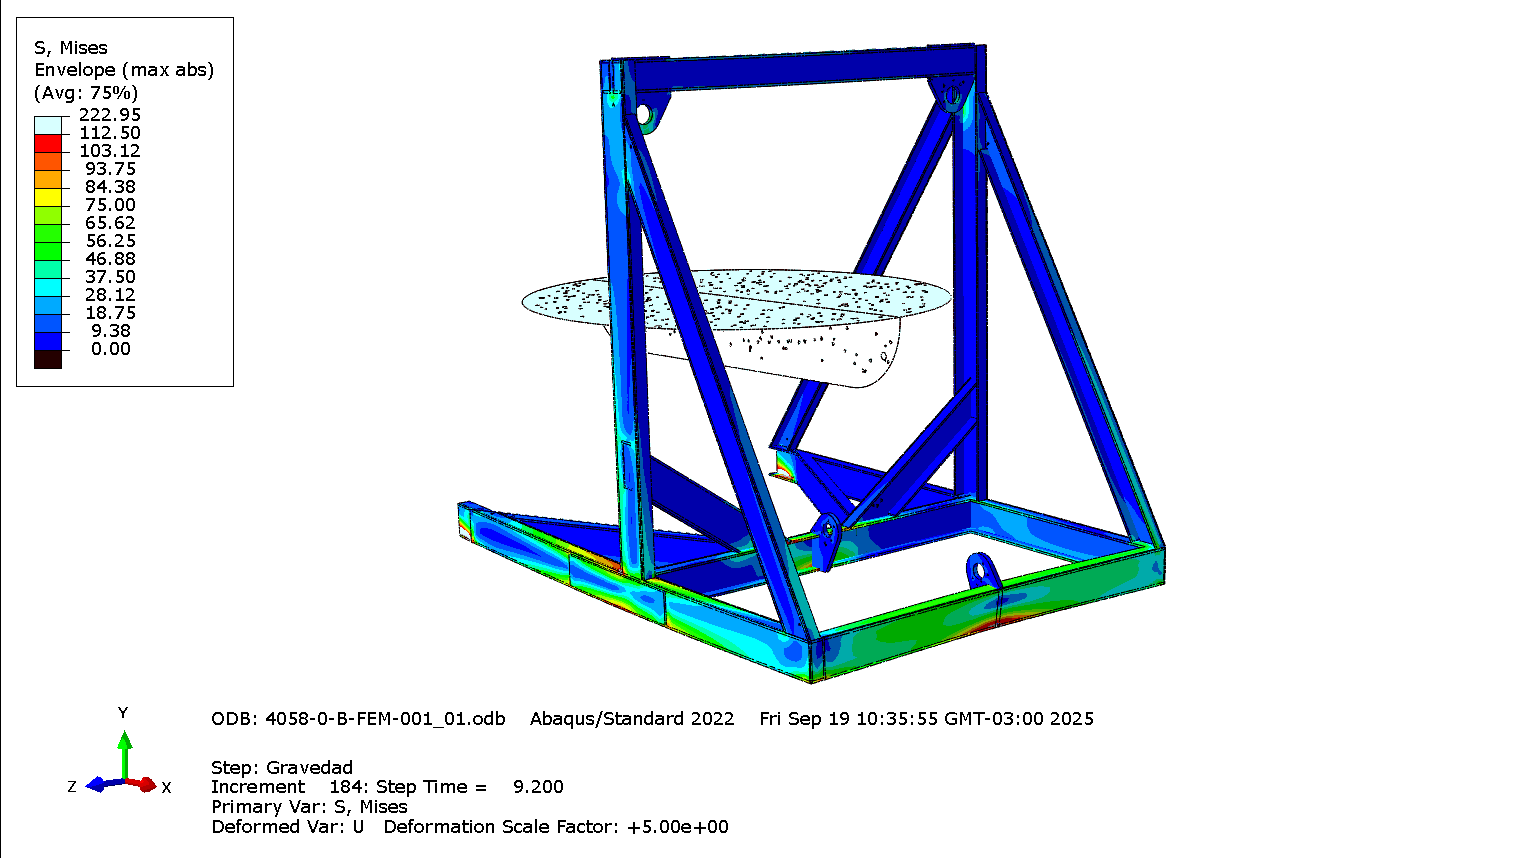 S, Mises
Envelope (max abs)
(Avg: 75%)
222.95
112.50
103.12
93.75
84.38
75.00
65.62
56.25
46.88
37.50
28.12
18.75
9.38
0.00
Y
Z
X
ODB: 4058-0-B-FEM-001_01.odb Abaqus/Standard 2022 Fri Sep 19 10:35:55 GMT-03:00 2025
Step: Gravedad
Increment 184: Step Time = 9.200
Primary Var: S, Mises
Deformed Var: U Deformation Scale Factor: +5.00e+00